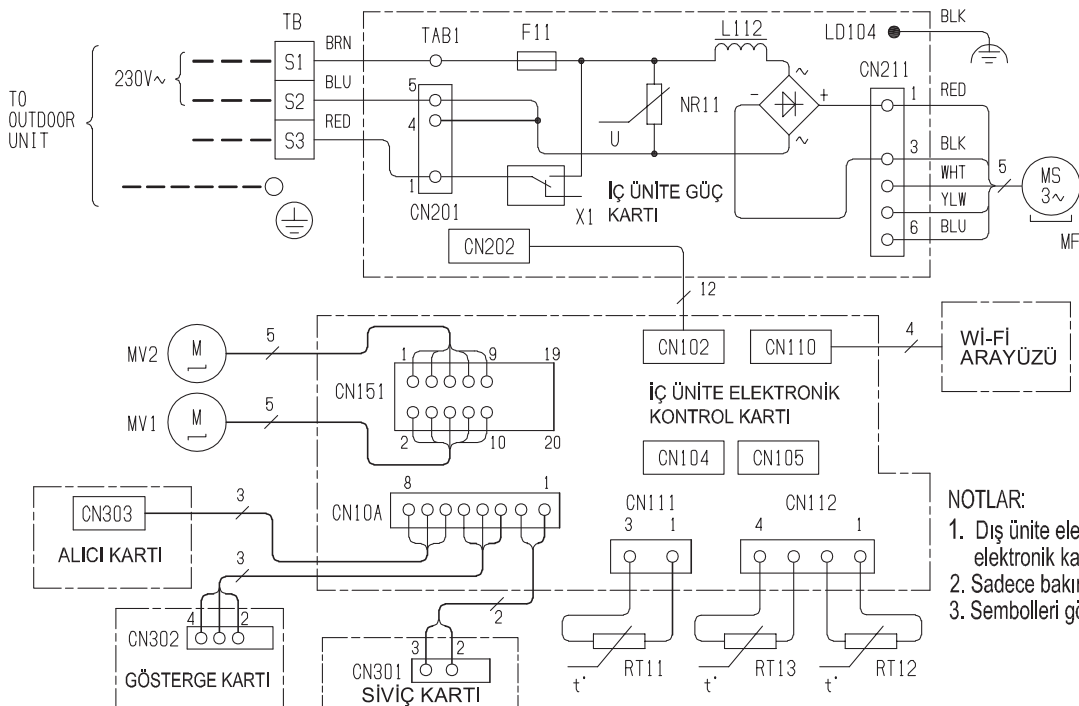 TO
OUTDOOR
UNIT
230V~
TB
S1
S2
S3
BRN
BLU
RED
TAB1
5
4
1
CN201
F11
X1
U
NR11
L112
LD104
BLK
~
-
+
~
İÇ ÜNİTE GÜÇ
KARTI
CN211
1
3
6
RED
BLK
WHT
YLW
BLU
5
MS
3~
MF
CN202
12
MV2
M
5
MV1
M
5
CN151
1
9
19
2
10
20
CN102
CN110
4
Wİ-Fİ
ARAYÜZÜ
İÇ ÜNİTE ELEKTRONİK
KONTROL KARTI
CN104
CN105
CN10A
8
1
CN303
3
ALICI KARTI
3
CN302
4
2
GÖSTERGE KARTI
2
CN301
3
2
SİVİÇ KARTI
CN111
3
1
CN112
4
1
t°
RT11
t°
RT13
t°
RT12
NOTLAR:
1. Dış ünite ele
elektronik ka
2. Sadece bakır
3. Sembolleri gö